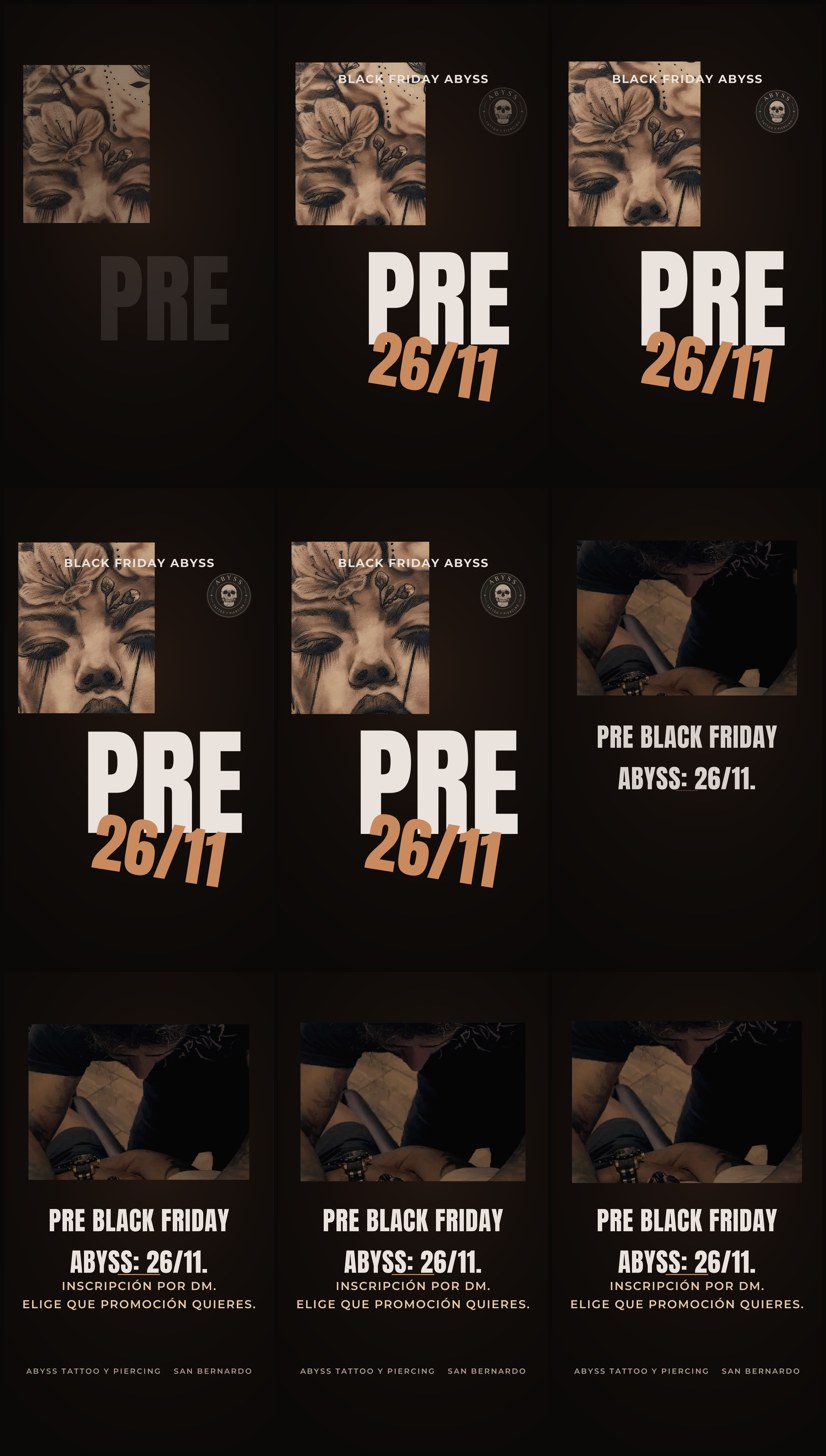 PRE
BLACK FRIDAY ABYSS
ABYSS
PRE
26/11
BLACK FRIDAY ABYSS
ABYSS
PRE
26/11
BLACK FRIDAY ABYSS
ABYSS
PRE
26/11
BLACK FRIDAY ABYSS
ABYSS
PRE
26/11
PRE BLACK FRIDAY
ABYSS: 26/11.
PRE BLACK FRIDAY
ABYSS: 26/11.
INSCRIPCIÓN POR DM.
ELIGE QUE PROMOCIÓN QUIERES.
ABYSS TATTOO Y PIERCING SAN BERNARDO
PRE BLACK FRIDAY
ABYSS: 26/11.
INSCRIPCIÓN POR DM.
ELIGE QUE PROMOCIÓN QUIERES.
ABYSS TATTOO Y PIERCING SAN BERNARDO
PRE BLACK FRIDAY
ABYSS: 26/11.
INSCRIPCIÓN POR DM.
ELIGE QUE PROMOCIÓN QUIERES.
ABYSS TATTOO Y PIERCING SAN BERNARDO